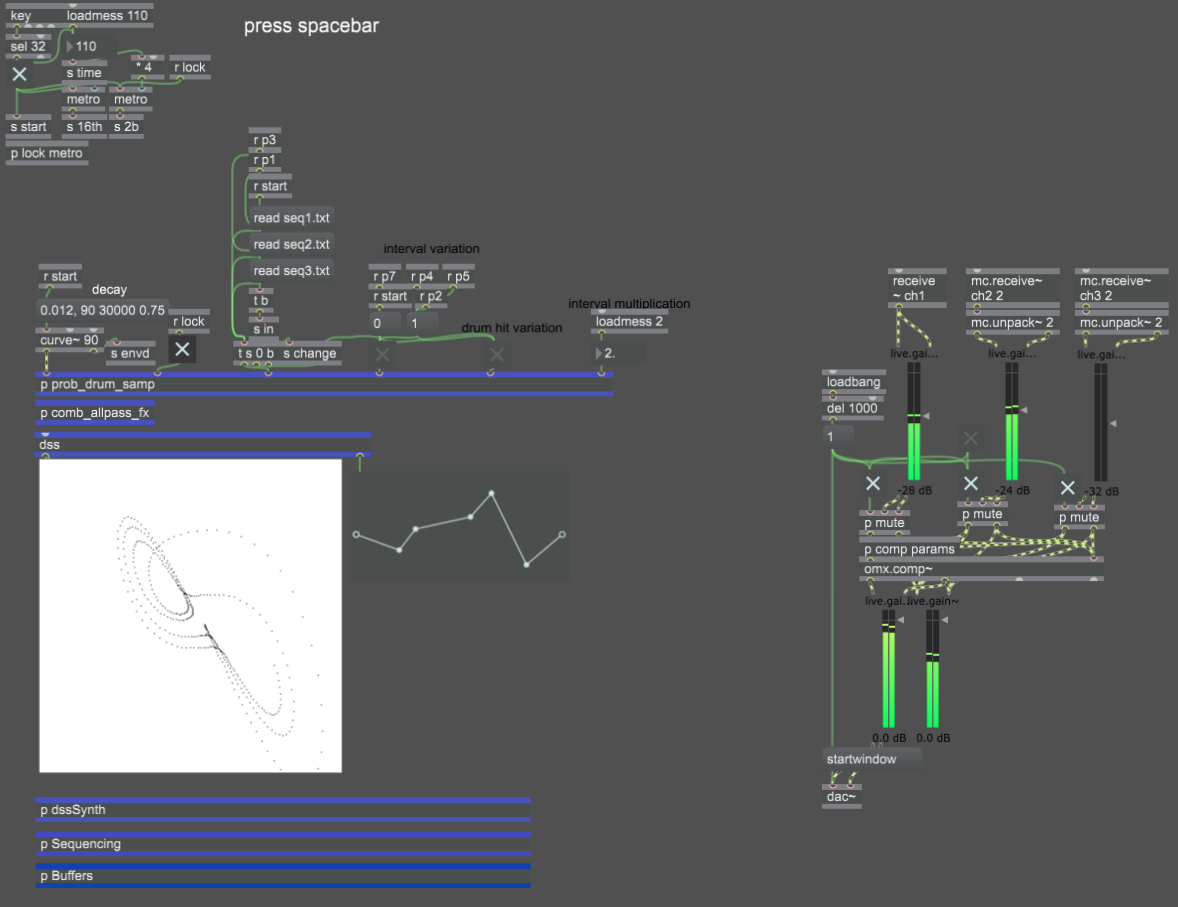 key
loadmess 110
press spacebar
sel 32
110
s time
* 4
r lock
metro
metro
s start
s 16th
s 2b
p lock metro
r p3
r p1
r start
read seq1.txt
read seq2.txt
read seq3.txt
t b
s in
t s 0 b
s change
interval variation
r p7
r p4
r p5
r start
r p2
0
1
drum hit variation
interval multiplication
loadmess 2
2.
r start
decay
0.012, 90 30000 0.75
r lock
curve~ 90
s envd
p prob_drum_samp
p comb_allpass_fx
dss
p dssSynth
p Sequencing
p Buffers
receive
~ ch1
mc.receive~
ch2 2
mc.receive~
ch3 2
mc.unpack~ 2
mc.unpack~ 2
live.gai...
live.gai...
live.gai...
loadbang
del 1000
1
-28 dB
-24 dB
-32 dB
p mute
p mute
p mute
p comp params
omx.comp~
live.gai...
live.gain~
0.0 dB
0.0 dB
startwindow
dac~